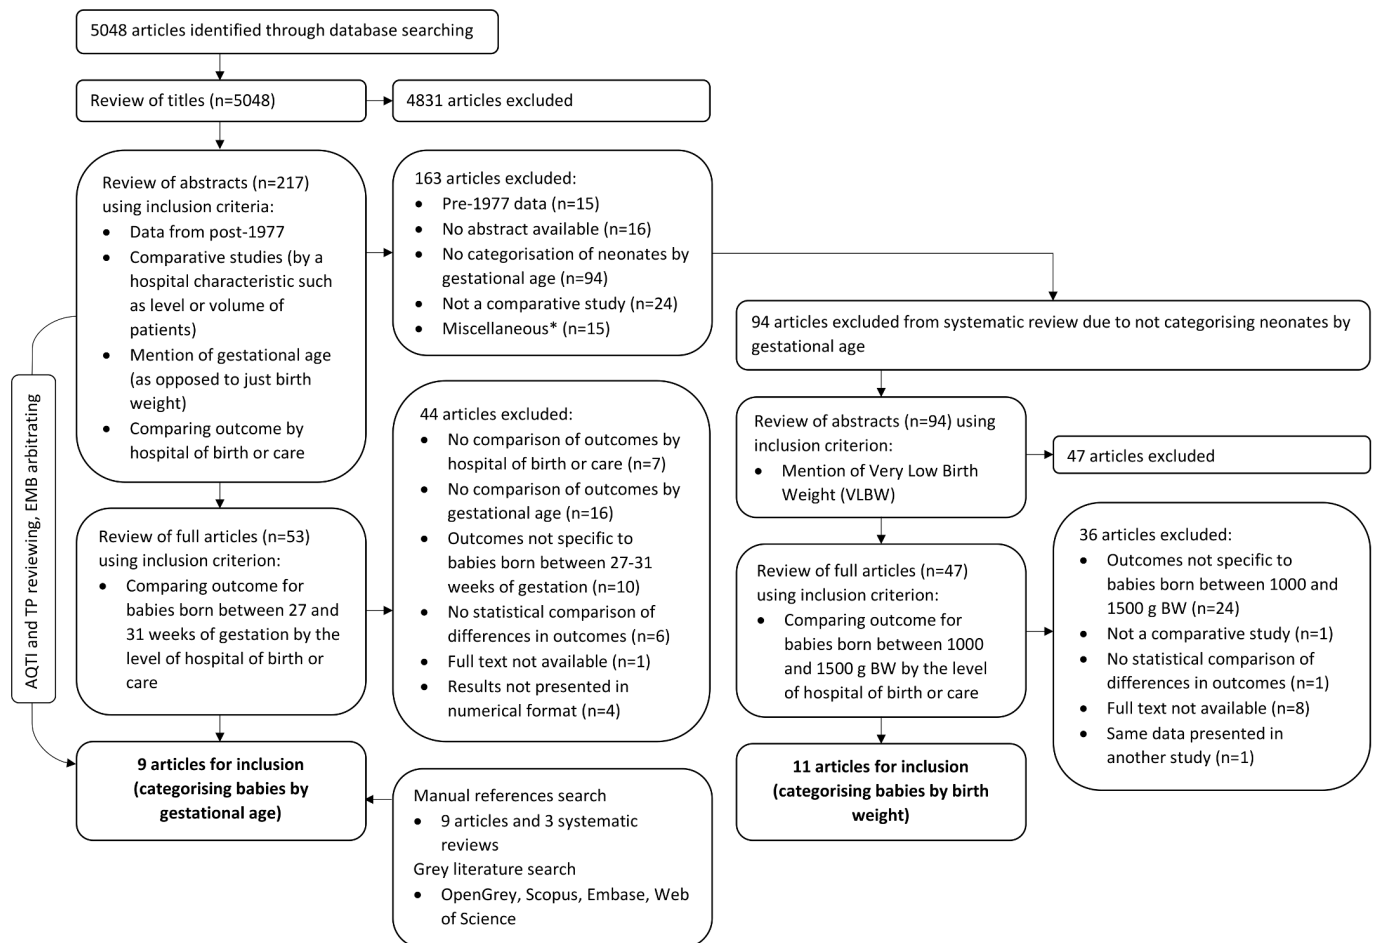 5048 articles identified through database searching
Review of titles (n=5048)
4831 articles excluded
Review of abstracts (n=217)
using inclusion criteria:
• Data from post-1977
• Comparative studies (by a
hospital characteristic such
as level or volume of
patients)
• Mention of gestational age
(as opposed to just birth
weight)
• Comparing outcome by
hospital of birth or care
163 articles excluded:
• Pre-1977 data (n=15)
• No abstract available (n=16)
• No categorisation of neonates by
gestational age (n=94)
• Not a comparative study (n=24)
• Miscellaneous* (n=15)
AQTI and TP reviewing, EMB arbitrating
Review of full articles (n=53)
using inclusion criterion:
• Comparing outcome for
babies born between 27 and
31 weeks of gestation by the
level of hospital of birth or
care
44 articles excluded:
• No comparison of outcomes by
hospital of birth or care (n=7)
• No comparison of outcomes by
gestational age (n=16)
• Outcomes not specific to
babies born between 27-31
weeks of gestation (n=10)
• No statistical comparison of
differences in outcomes (n=6)
• Full text not available (n=1)
• Results not presented in
numerical format (n=4)
9 articles for inclusion
(categorising babies by
gestational age)
Manual references search
• 9 articles and 3 systematic
reviews
Grey literature search
• OpenGrey, Scopus, Embase, Web
of Science
94 articles excluded from systematic review due to not categorising neonates by
gestational age
Review of abstracts (n=94) using
inclusion criterion:
• Mention of Very Low Birth
Weight (VLBW)
47 articles excluded
Review of full articles (n=47)
using inclusion criterion:
• Comparing outcome for
babies born between 1000
and 1500 g BW by the level
of hospital of birth or care
36 articles excluded:
• Outcomes not specific to
babies born between 1000 and
1500 g BW (n=24)
• Not a comparative study (n=1)
• No statistical comparison of
differences in outcomes (n=1)
• Full text not available (n=8)
• Same data presented in
another study (n=1)
11 articles for inclusion
(categorising babies by birth
weight)